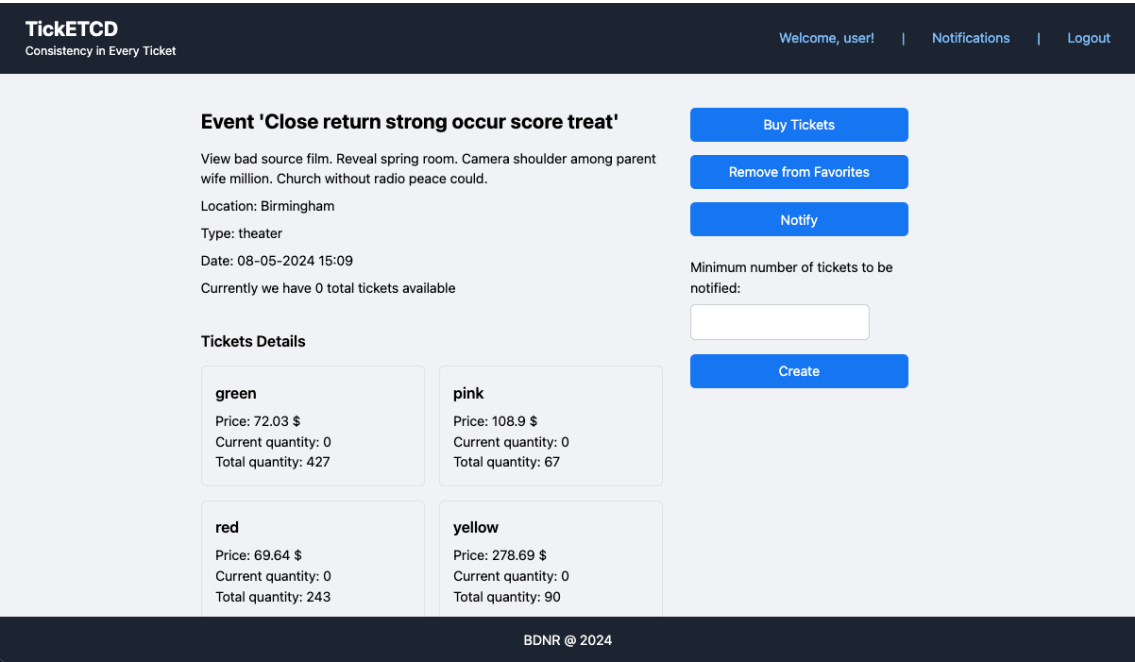 TickETCD
Consistency in Every Ticket
Welcome, user! | Notifications | Logout
Event 'Close return strong occur score treat'
View bad source film. Reveal spring room. Camera shoulder among parent
wife million. Church without radio peace could.
Location: Birmingham
Type: theater
Date: 08-05-2024 15:09
Currently we have 0 total tickets available
Tickets Details
green
Price: 72.03 $
Current quantity: 0
Total quantity: 427
pink
Price: 108.9 $
Current quantity: 0
Total quantity: 67
red
Price: 69.64 $
Current quantity: 0
Total quantity: 243
yellow
Price: 278.69 $
Current quantity: 0
Total quantity: 90
Buy Tickets
Remove from Favorites
Notify
Minimum number of tickets to be
notified:
Create
BDNR @ 2024